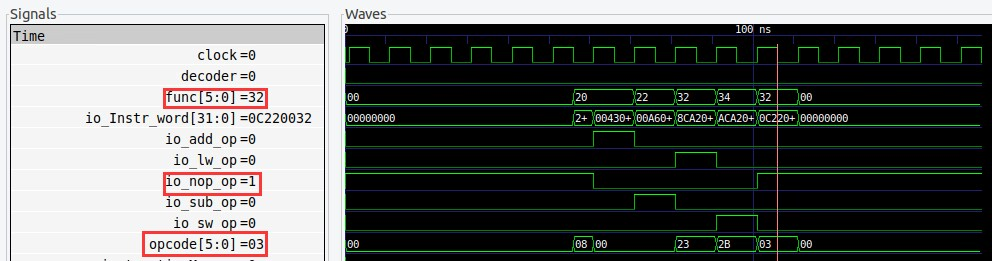 Signals
Waves
Time
100 ns
clock=0
decoder=0
func[5:0]=32
00 20 22 32 34 32 00
io_Instr_word[31:0]=0C220032
00000000 2+ 00430+ 00A60+ 8CA20+ ACA20+ 0C220+ 00000000
io_add_op=0
io_lw_op=0
io_nop_op=1
io_sub_op=0
io_sw_op=0
opcode[5:0]=03
00 08 00 23 2B 03 00